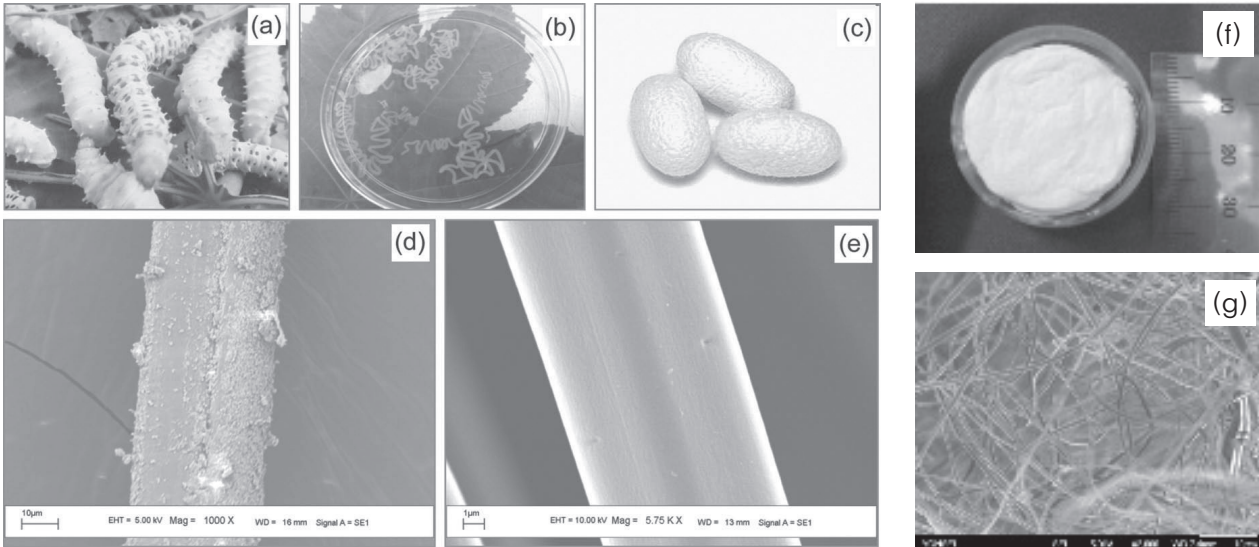 (a)
(b)
(c)
(d)
10µm
EHT = 5.00 kV Mag = 1000 X WD = 16 mm Signal A = SE1
(e)
1µm
EHT = 10.00 kV Mag = 5.75 K X WD = 13 mm Signal A = SE1
(f)
10
20
30
(g)